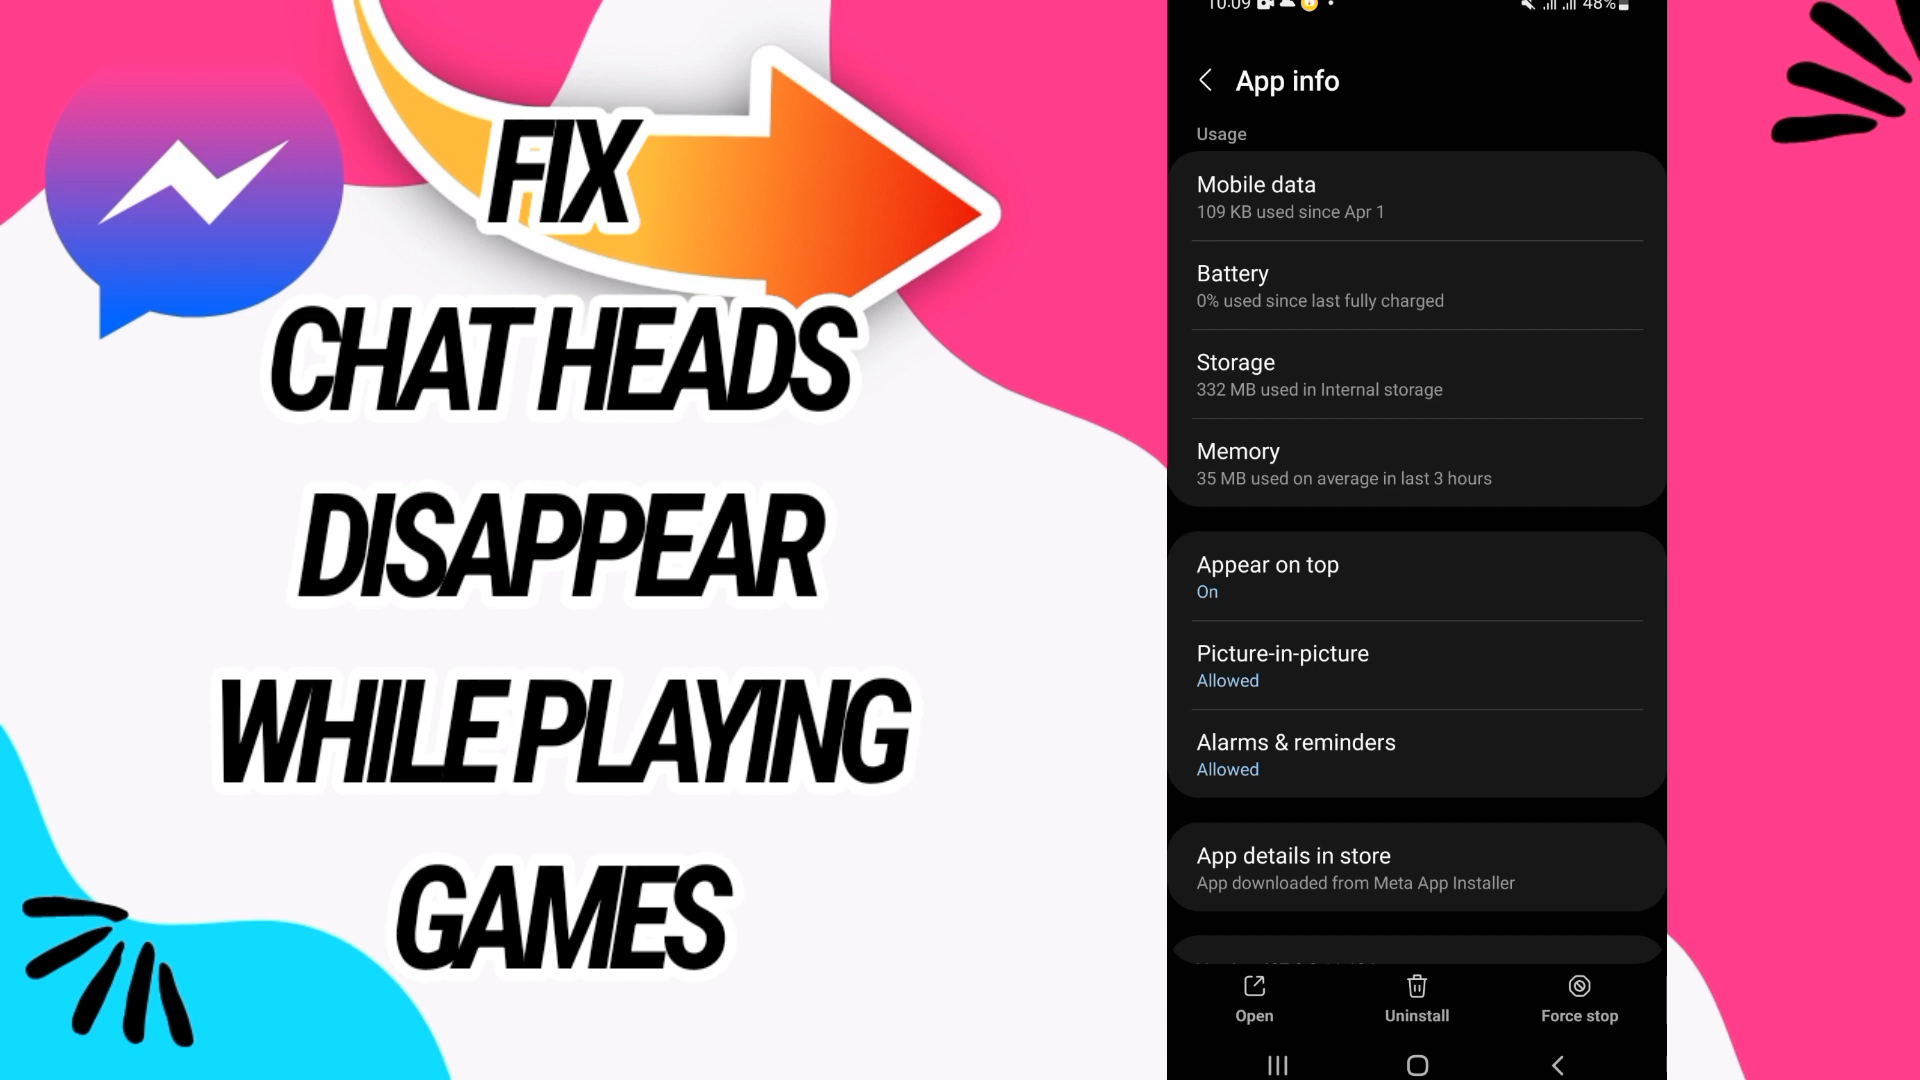 FIX
CHAT HEADS
DISAPPEAR
WHILE PLAYING
GAMES
10:09
48%
App info
Usage
Mobile data
109 KB used since Apr 1
Battery
0% used since last fully charged
Storage
332 MB used in Internal storage
Memory
35 MB used on average in last 3 hours
Appear on top
On
Picture-in-picture
Allowed
Alarms & reminders
Allowed
App details in store
App downloaded from Meta App Installer
Open
Uninstall
Force stop